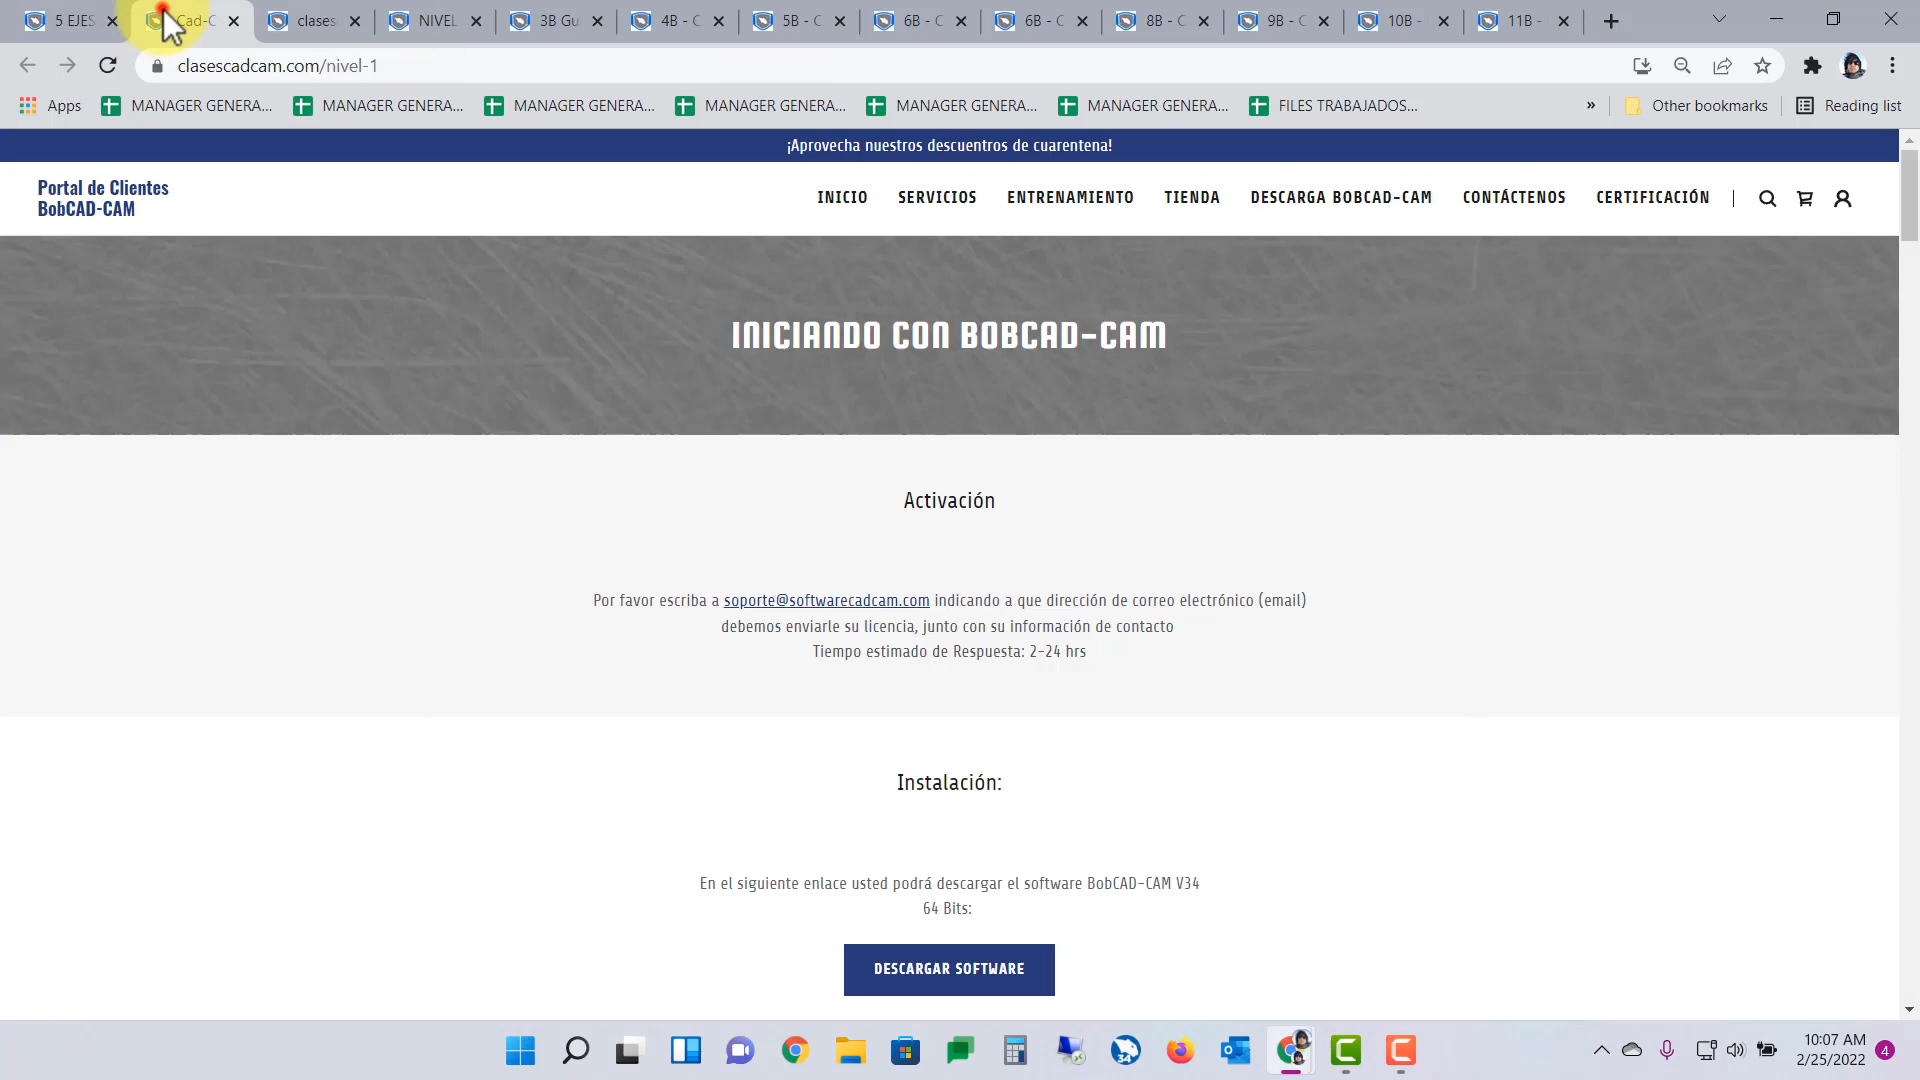 5 EJES
Cad-C
clases
NIVEL
3B Gu
4B - C
5B - C
6B - C
6B - C
8B - C
9B - C
10B -
11B -
clasescadcam.com/nivel-1
Apps
MANAGER GENERA...
MANAGER GENERA...
MANAGER GENERA...
MANAGER GENERA...
MANAGER GENERA...
MANAGER GENERA...
FILES TRABAJADOS...
»
Other bookmarks
Reading list
¡Aprovecha nuestros descuentros de cuarentena!
Portal de Clientes
BobCAD-CAM
INICIO
SERVICIOS
ENTRENAMIENTO
TIENDA
DESCARGA BOBCAD-CAM
CONTÁCTENOS
CERTIFICACIÓN
INICIANDO CON BOBCAD-CAM
Activación
Por favor escriba a soporte@softwarecadcam.com indicando a que dirección de correo electrónico (email)
debemos enviarle su licencia, junto con su información de contacto
Tiempo estimado de Respuesta: 2-24 hrs
Instalación:
En el siguiente enlace usted podrá descargar el software BobCAD-CAM V34
64 Bits:
DESCARGAR SOFTWARE
34
10:07 AM
2/25/2022
4